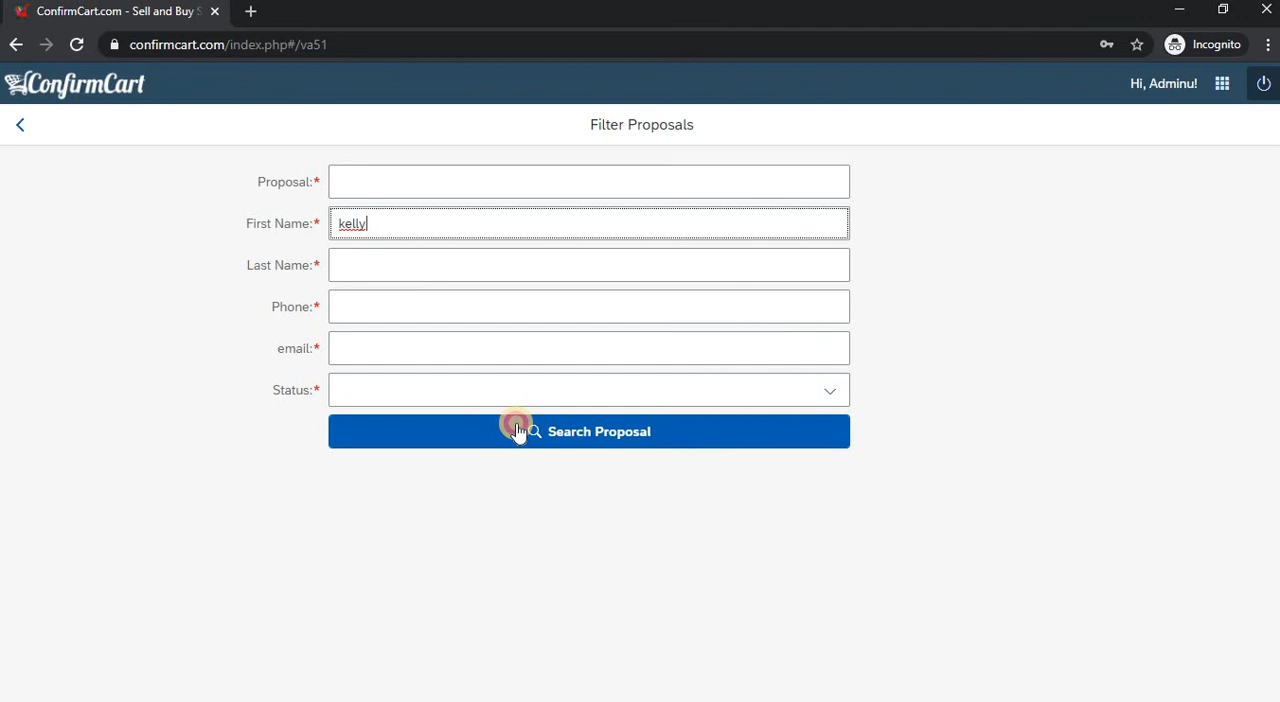 ConfirmCart.com - Sell and Buy S
confirmcart.com/index.php#/va51
Incognito
ConfirmCart
Hi, Adminu!
Filter Proposals
Proposal:*
First Name:* kelly
Last Name:*
Phone:*
email:*
Status:*
Search Proposal